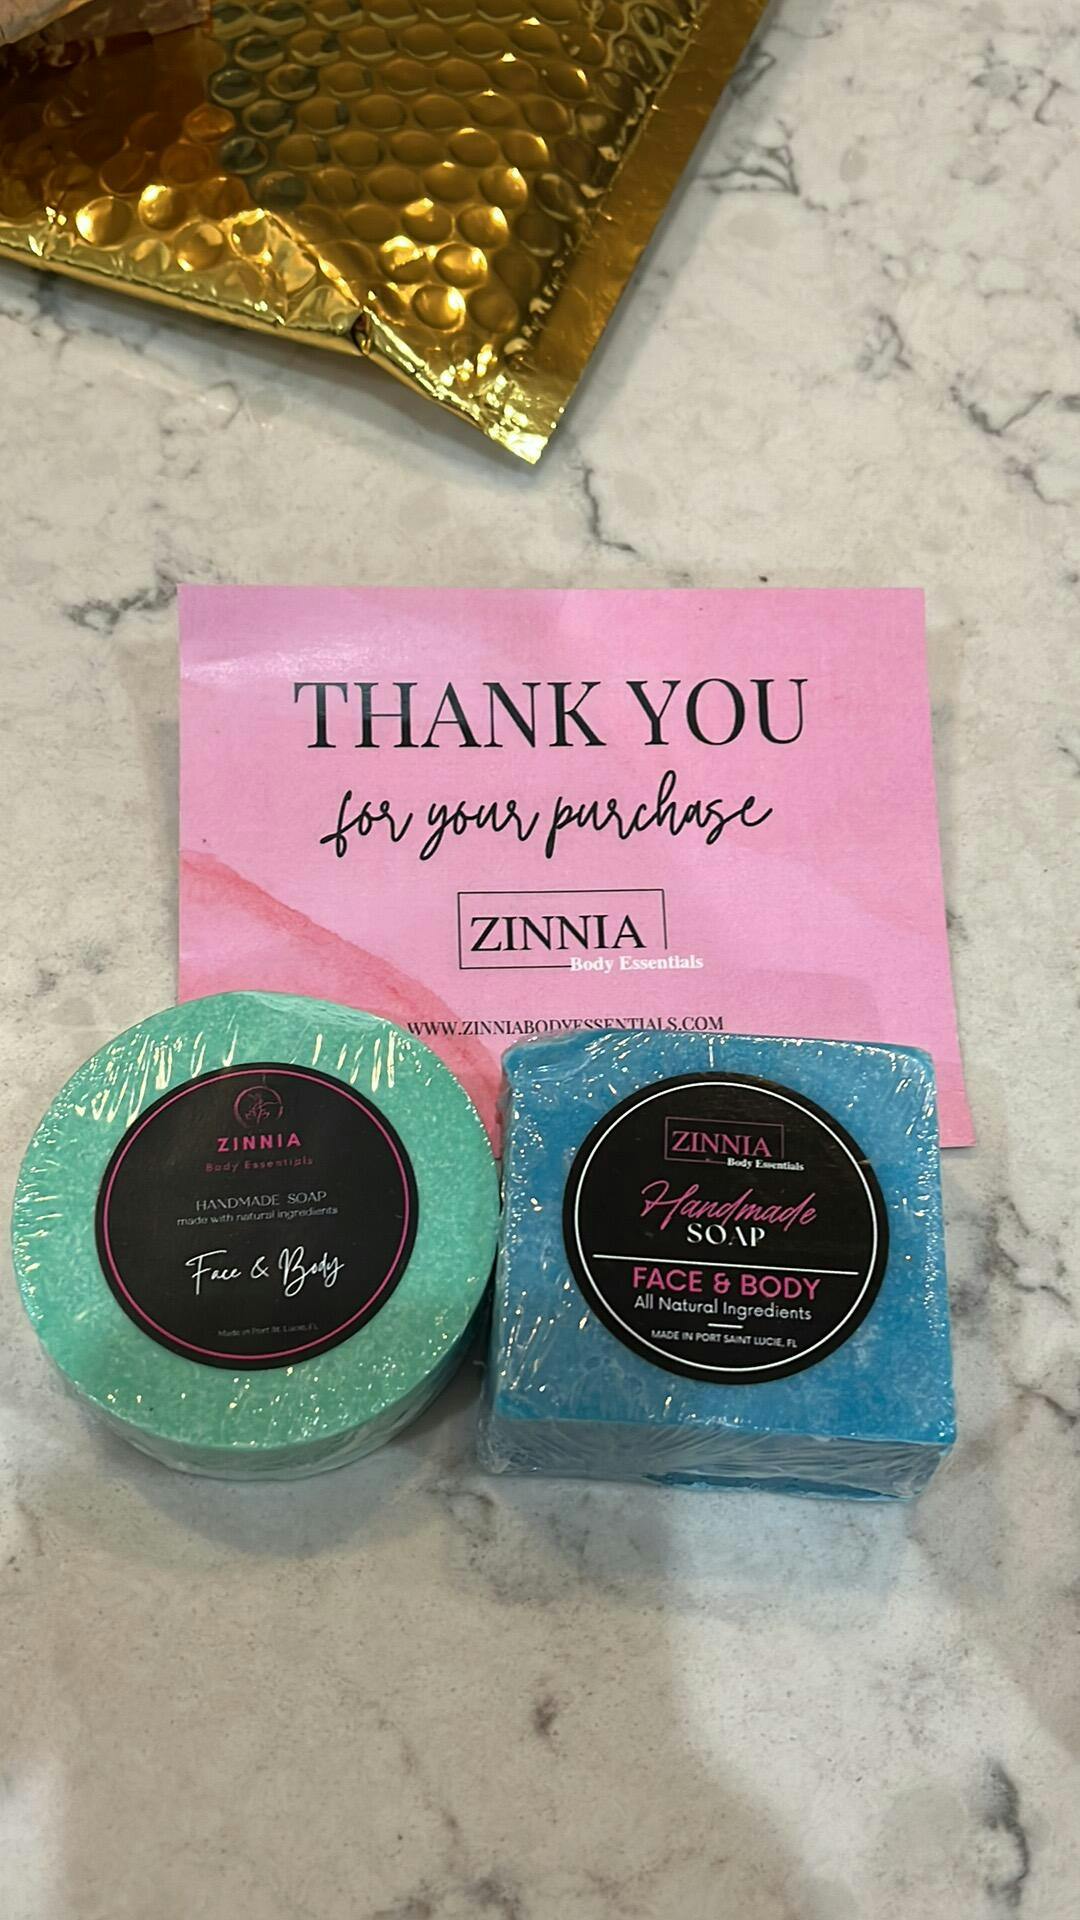 THANK YOU
for your purchase
ZINNIA
Body Essentials
WWW.ZINNIABODYESSENTIALS.COM
ZINNIA
Body Essentials
HANDMADE SOAP
made with natural ingredients
Face & Body
Made in Port St. Lucie, FL
ZINNIA
Body Essentials
Handmade
SOAP
FACE & BODY
All Natural Ingredients
MADE IN PORT SAINT LUCIE, FL